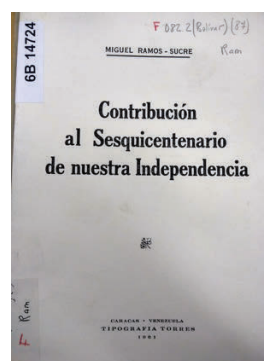 6B 14724
F 082.2(Bolivar)(87)
Ram
MIGUEL RAMOS - SUCRE
Contribución
al Sesquicentenario
de nuestra Independencia
CARACAS - VENEZUELA
TIPOGRAFIA TORRES
Ram
F